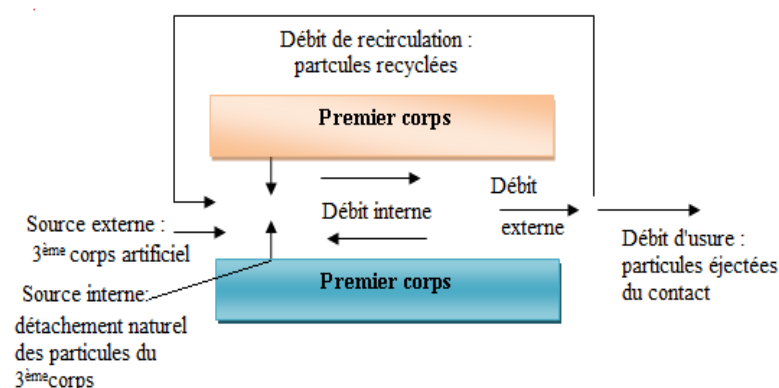 Débit de recirculation :
partcules recyclées
Premier corps
Débit
Débit interne
externe
Source externe :
3ème corps artificiel
Débit d'usure :
particules éjectées
du contact
Premier corps
Source interne:
détachement naturel
des particules du
3èmecorps